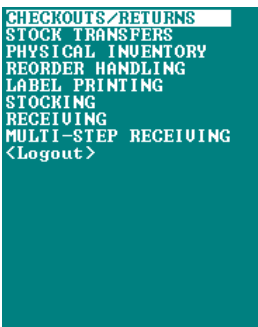 CHECKOUTS/RETURNS
STOCK TRANSFERS
PHYSICAL INVENTORY
REORDER HANDLING
LABEL PRINTING
STOCKING
RECEIVING
MULTI-STEP RECEIVING
<Logout>